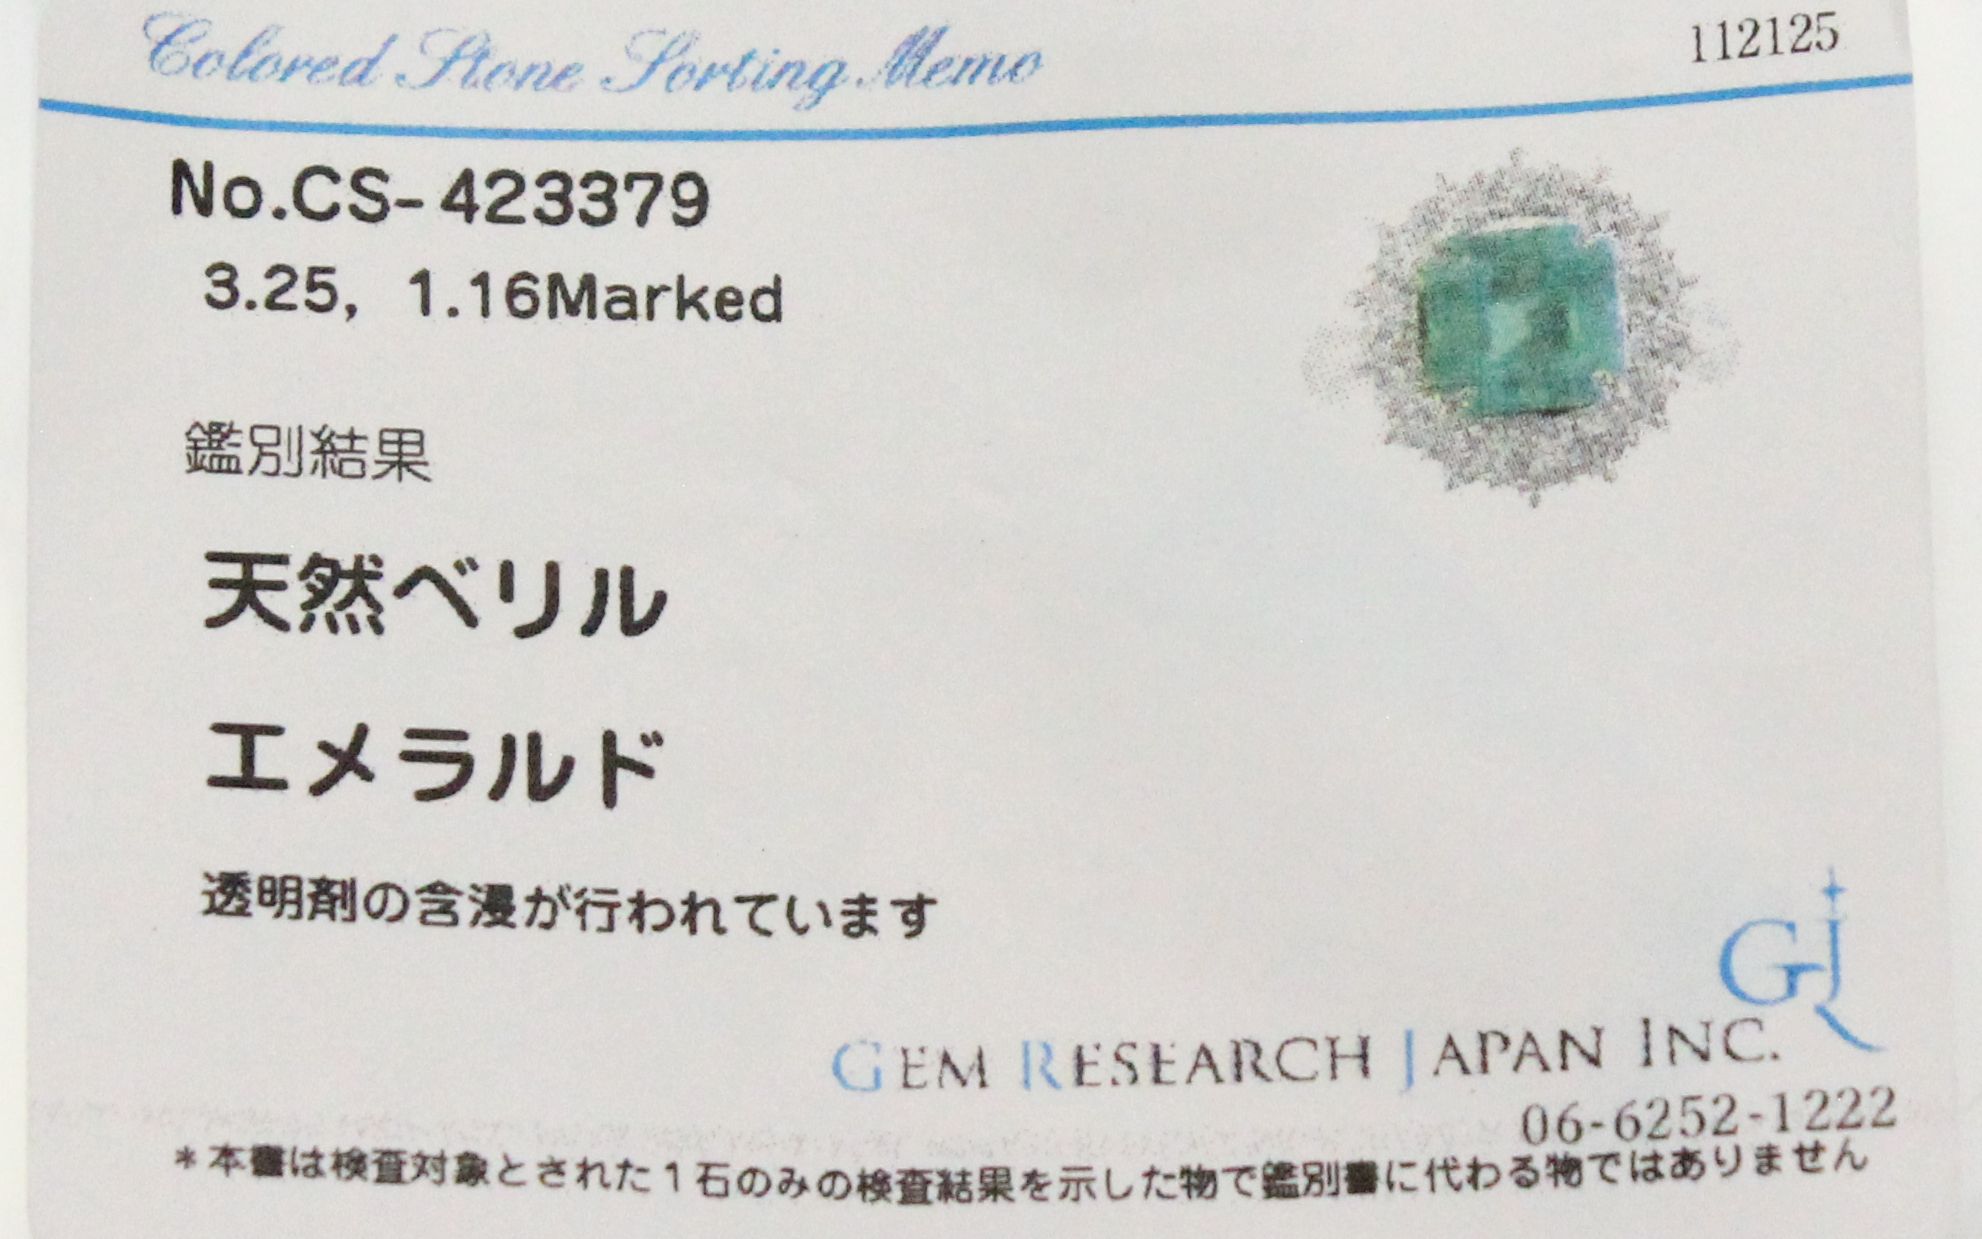 Colored Stone Sorting Memo
112125
No.CS-423379
3.25, 1.16Marked
鑑別結果
天然ベリル
エメラルド
透明剤の含浸が行われています
GJ
GEM RESEARCH JAPAN INC.
06-6252-1222
*本書は検査対象とされた1石のみの検査結果を示した物で鑑別書に代わる物ではありません